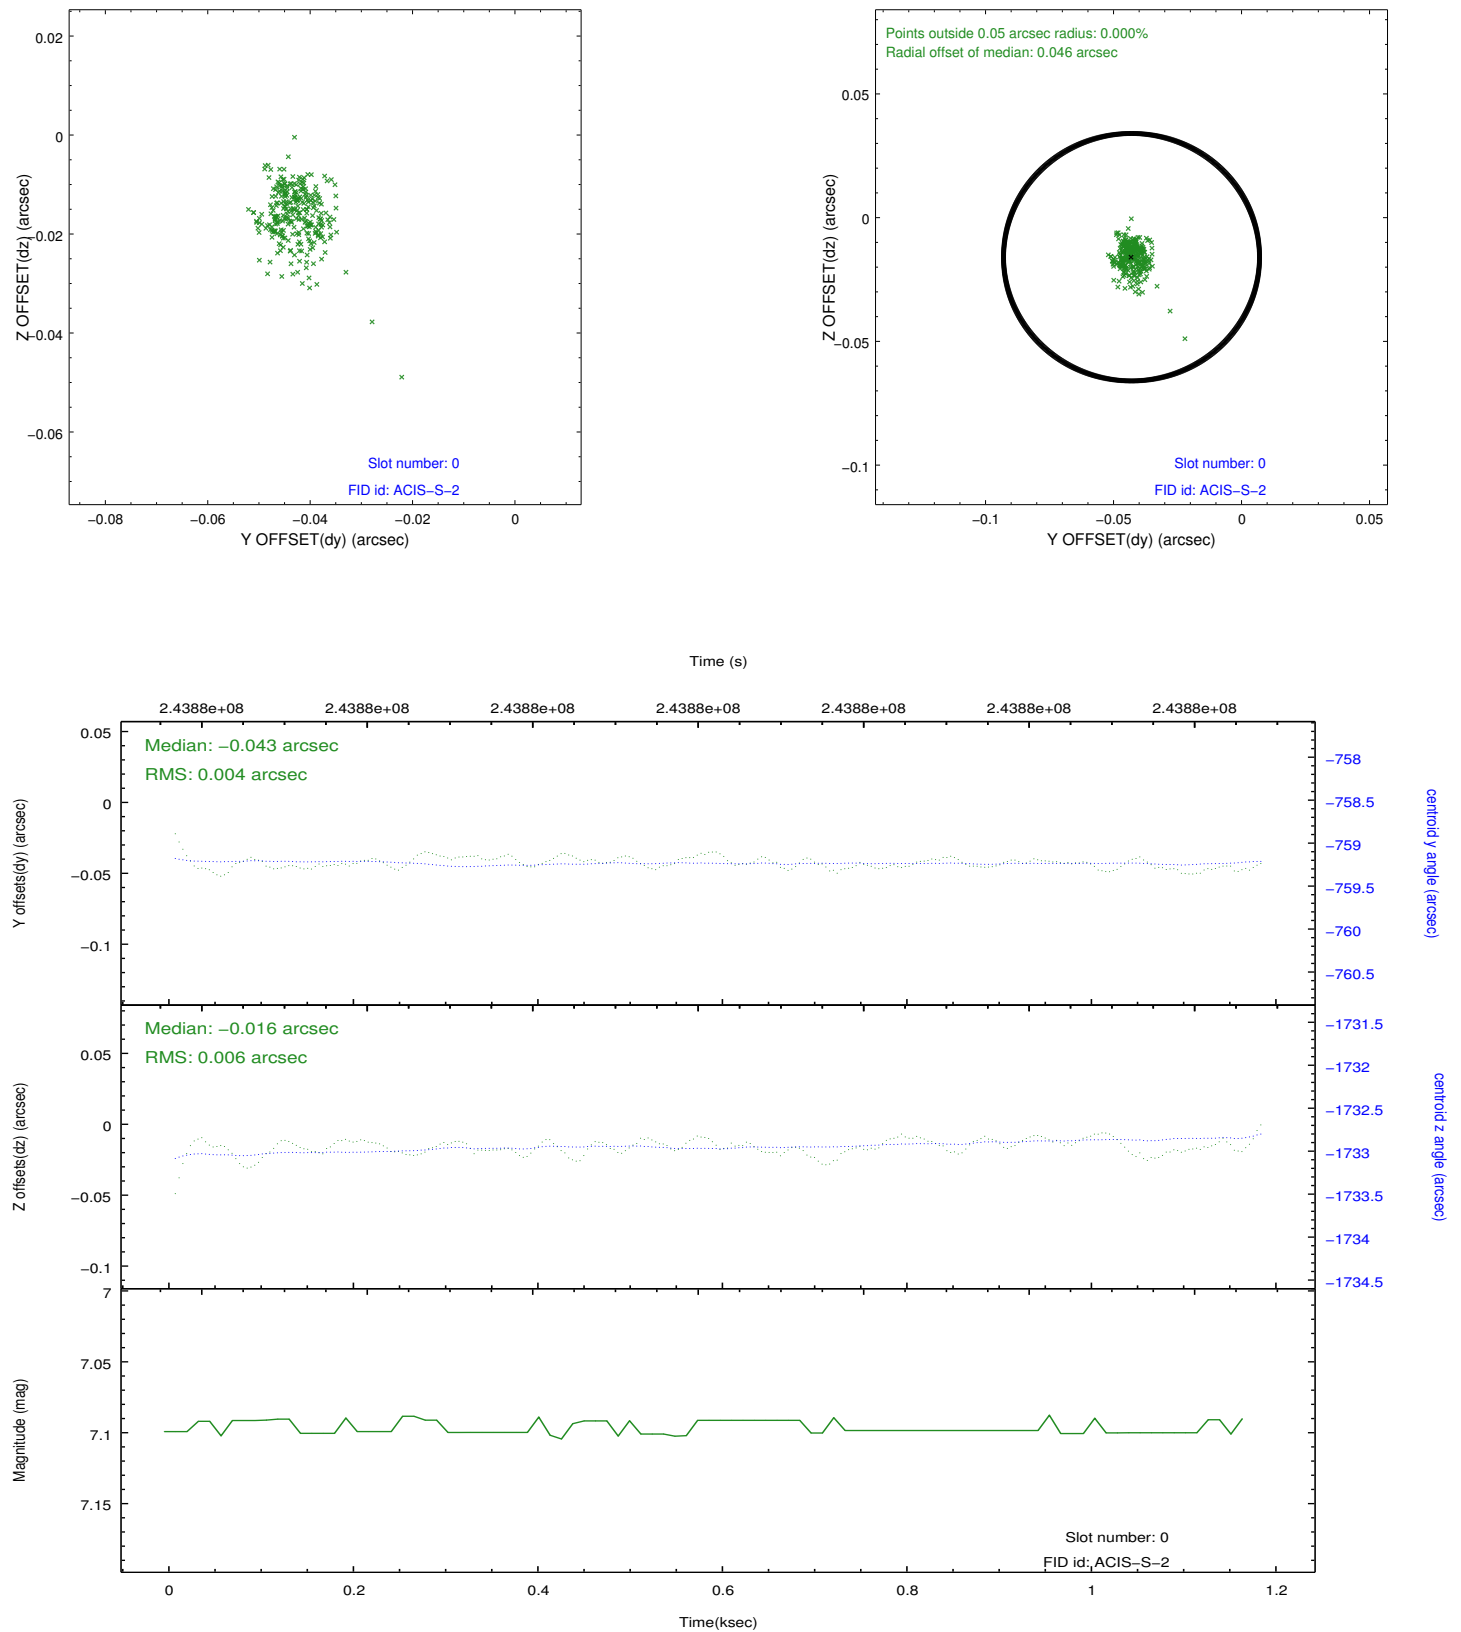 0.02
0
−0.02
−0.04
−0.06
Z OFFSET(dz) (arcsec)
Slot number: 0
FID id: ACIS−S−2
−0.08 −0.06 −0.04 −0.02 0
Y OFFSET(dy) (arcsec)
Points outside 0.05 arcsec radius: 0.000%
Radial offset of median: 0.046 arcsec
0.05
0
−0.05
−0.1
Z OFFSET(dz) (arcsec)
Slot number: 0
FID id: ACIS−S−2
−0.1 −0.05 0 0.05
Y OFFSET(dy) (arcsec)
Time (s)
2.4388e+08 2.4388e+08 2.4388e+08 2.4388e+08 2.4388e+08 2.4388e+08 2.4388e+08
Median: −0.043 arcsec
RMS: 0.004 arcsec
0.05
0
−0.05
−0.1
Y offsets(dy) (arcsec)
−758
−758.5
−759
−759.5
−760
−760.5
centroid y angle (arcsec)
Median: −0.016 arcsec
RMS: 0.006 arcsec
0.05
0
−0.05
−0.1
Z offsets(dz) (arcsec)
−1731.5
−1732
−1732.5
−1733
−1733.5
−1734
−1734.5
centroid z angle (arcsec)
7
7.05
7.1
7.15
Magnitude (mag)
Slot number: 0
FID id: ACIS−S−2
0 0.2 0.4 0.6 0.8 1 1.2
Time(ksec)